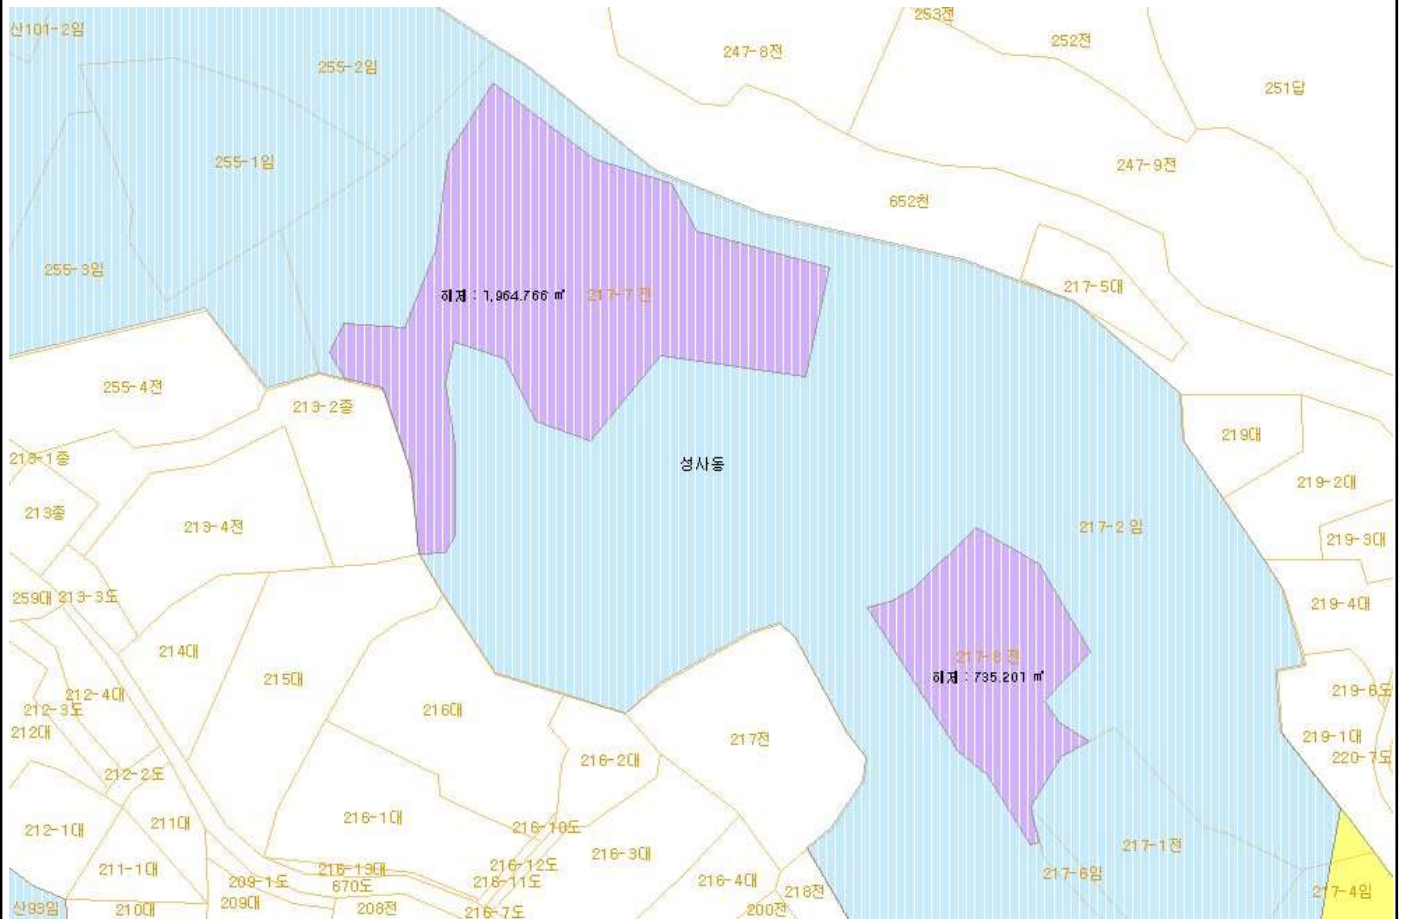 253전
산101-2임
252전
247-8전
255-2임
251답
255-1임
247-9전
652천
255-3임
217-5대
해제 : 1,964.766 ㎡
217-7 전
255-4전
213-2종
219대
213-1종
성사동
219-2대
213종
213-4전
217-2 임
219-3대
259대
213-3도
219-4대
214대
217-8 전
215대
해제 : 735.201 ㎡
219-6도
212-4대
212-3도
216대
212대
217전
219-1대
216-2대
220-7도
212-2도
216-1대
211대
212-1대
216-10도
217-1전
216-3대
216-12도
211-1대
216-13대
217-6임
209-1도
670도
216-11도
216-4대
218전
217-4임
209대
산93임
210대
208전
216-7도
200전